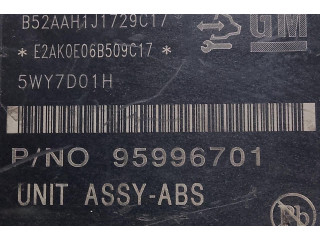 B52AAH1J1729C17
GM
*E2AK0E06B509C17*
5WY7D01H
P/NO 95996701
UNIT ASSY-ABS
Pb